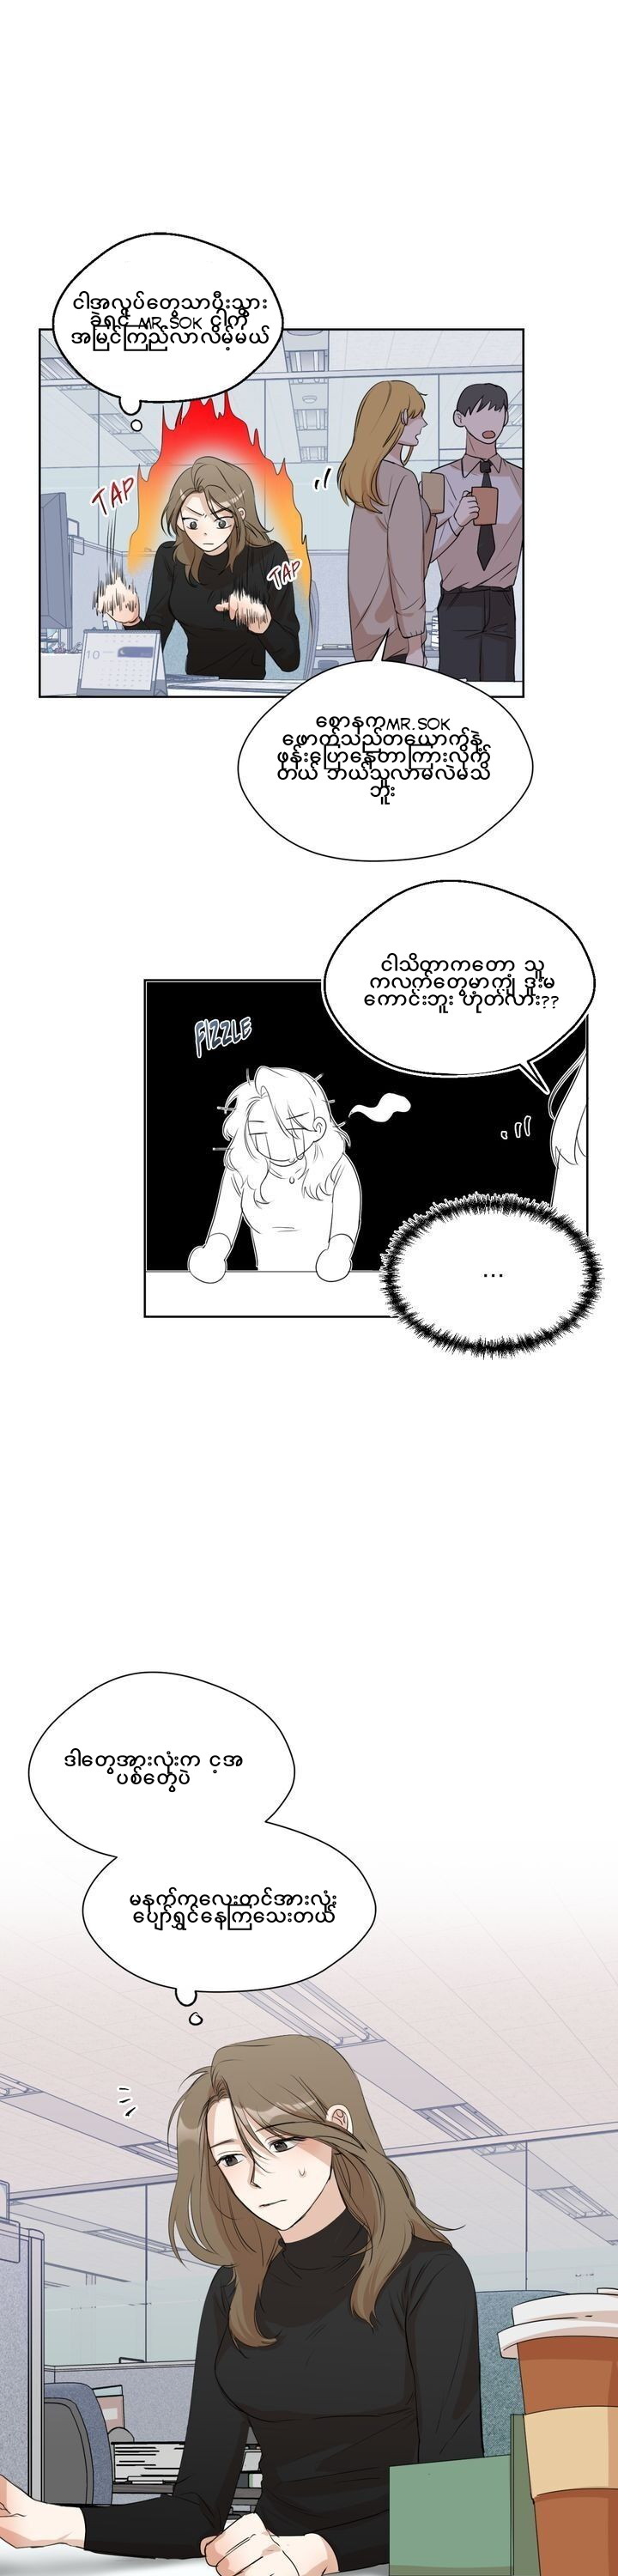 ငါအလုပ်တွေသာပြီးသွား
ခဲ့ရင် MR.SOK ငါ့ကို
အမြင်ကြည်လာလိမ့်မယ်
TAP
TAP
10
စောနကMR.SOK
ဖောက်သည်တယောက်နဲ့
ဖုန်းပြောနေတာကြားလိုက်
တယ် ဘယ်သူလာမလဲမသိ
ဘူး
ငါသိတာကတော့ သူ
ကလက်တွေမာကျုံ ဒူးမ
ကောင်းဘူး ဟုတ်လား??
FIZZLE
...
ဒါတွေအားလုံးက ငါ့အ
ပစ်တွေပဲ
မနက်ကလေးတင်အားလုံး
ပျော်ရွှင်နေကြသေးတယ်